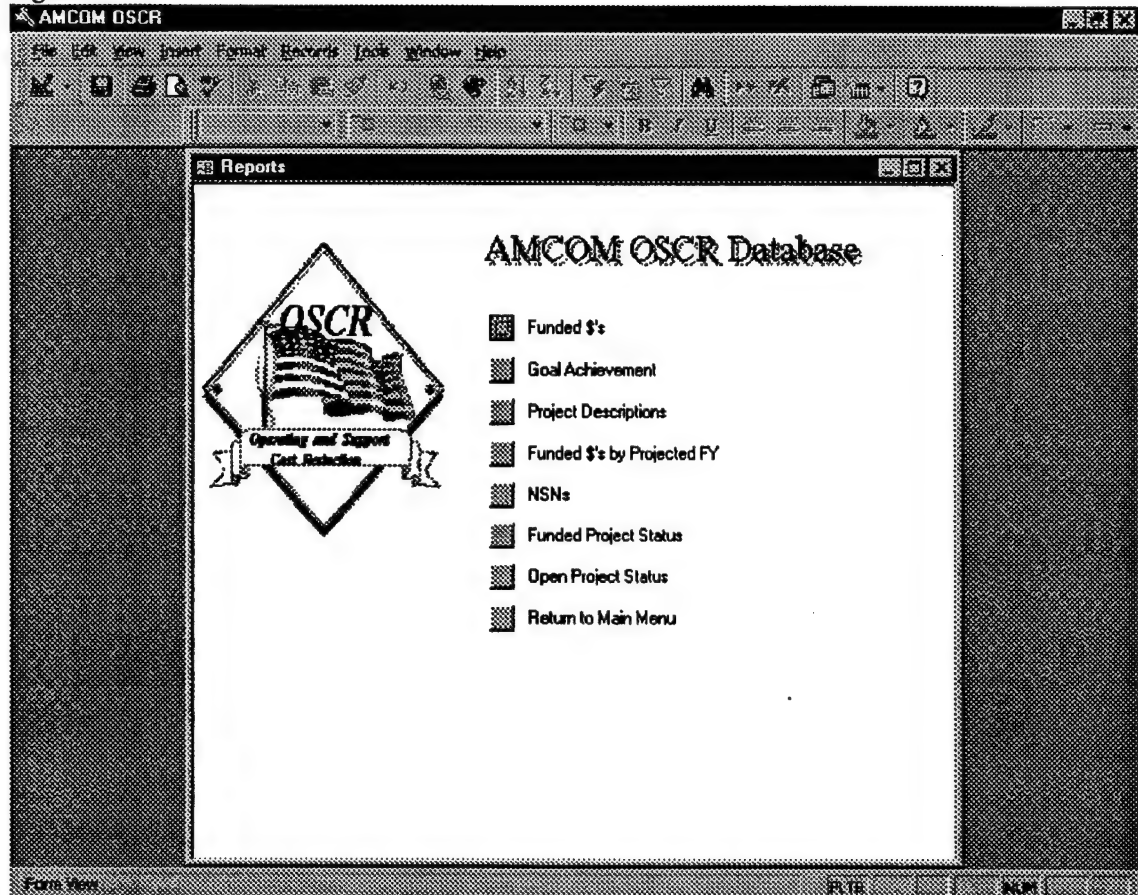 AMCOM OSCR
File Edit View Insert Format Records Tools Window Help
B I U
Reports
AMCOM OSCR Database
OSCR
Operating and Support
Cost Reduction
Funded $'s
Goal Achievement
Project Descriptions
Funded $'s by Projected FY
NSNs
Funded Project Status
Open Project Status
Return to Main Menu
Form View FLTR NUM